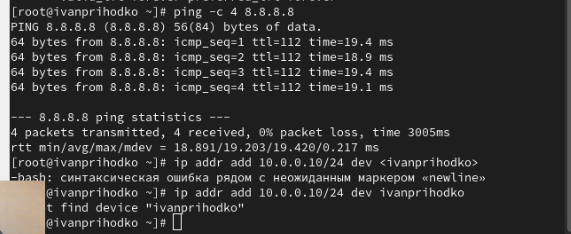 [root@ivanprihodko ~]# ping -c 4 8.8.8.8
PING 8.8.8.8 (8.8.8.8) 56(84) bytes of data.
64 bytes from 8.8.8.8: icmp_seq=1 ttl=112 time=19.4 ms
64 bytes from 8.8.8.8: icmp_seq=2 ttl=112 time=18.9 ms
64 bytes from 8.8.8.8: icmp_seq=3 ttl=112 time=19.4 ms
64 bytes from 8.8.8.8: icmp_seq=4 ttl=112 time=19.1 ms
--- 8.8.8.8 ping statistics ---
4 packets transmitted, 4 received, 0% packet loss, time 3005ms
rtt min/avg/max/mdev = 18.891/19.203/19.420/0.217 ms
[root@ivanprihodko ~]# ip addr add 10.0.0.10/24 dev <ivanprihodko>
-bash: синтаксическая ошибка рядом с неожиданным маркером «newline»
@ivanprihodko ~]# ip addr add 10.0.0.10/24 dev ivanprihodko
t find device "ivanprihodko"
@ivanprihodko ~]#